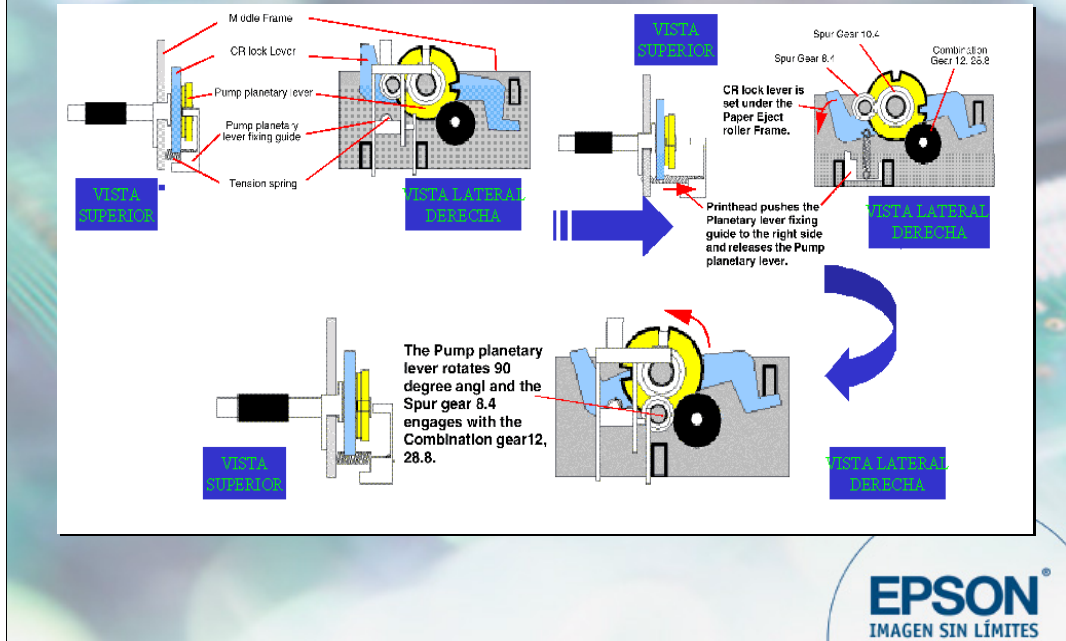 Middle Frame
CR lock Lever
Pump planetary lever
Pump planetary
lever fixing guide
Tension spring
VISTA
SUPERIOR
VISTA LATERAL
DERECHA
VISTA
SUPERIOR
Spur Gear 10.4
Spur Gear 8.4
Combination
Gear 12, 28.8
CR lock lever is
set under the
Paper Eject
roller Frame.
Printhead pushes the
Planetary lever fixing
guide to the right side
and releases the Pump
planetary lever.
VISTA LATERAL
DERECHA
The Pump planetary
lever rotates 90
degree angl and the
Spur gear 8.4
engages with the
Combination gear12,
28.8.
VISTA
SUPERIOR
VISTA LATERAL
DERECHA
EPSON®
IMAGEN SIN LÍMITES